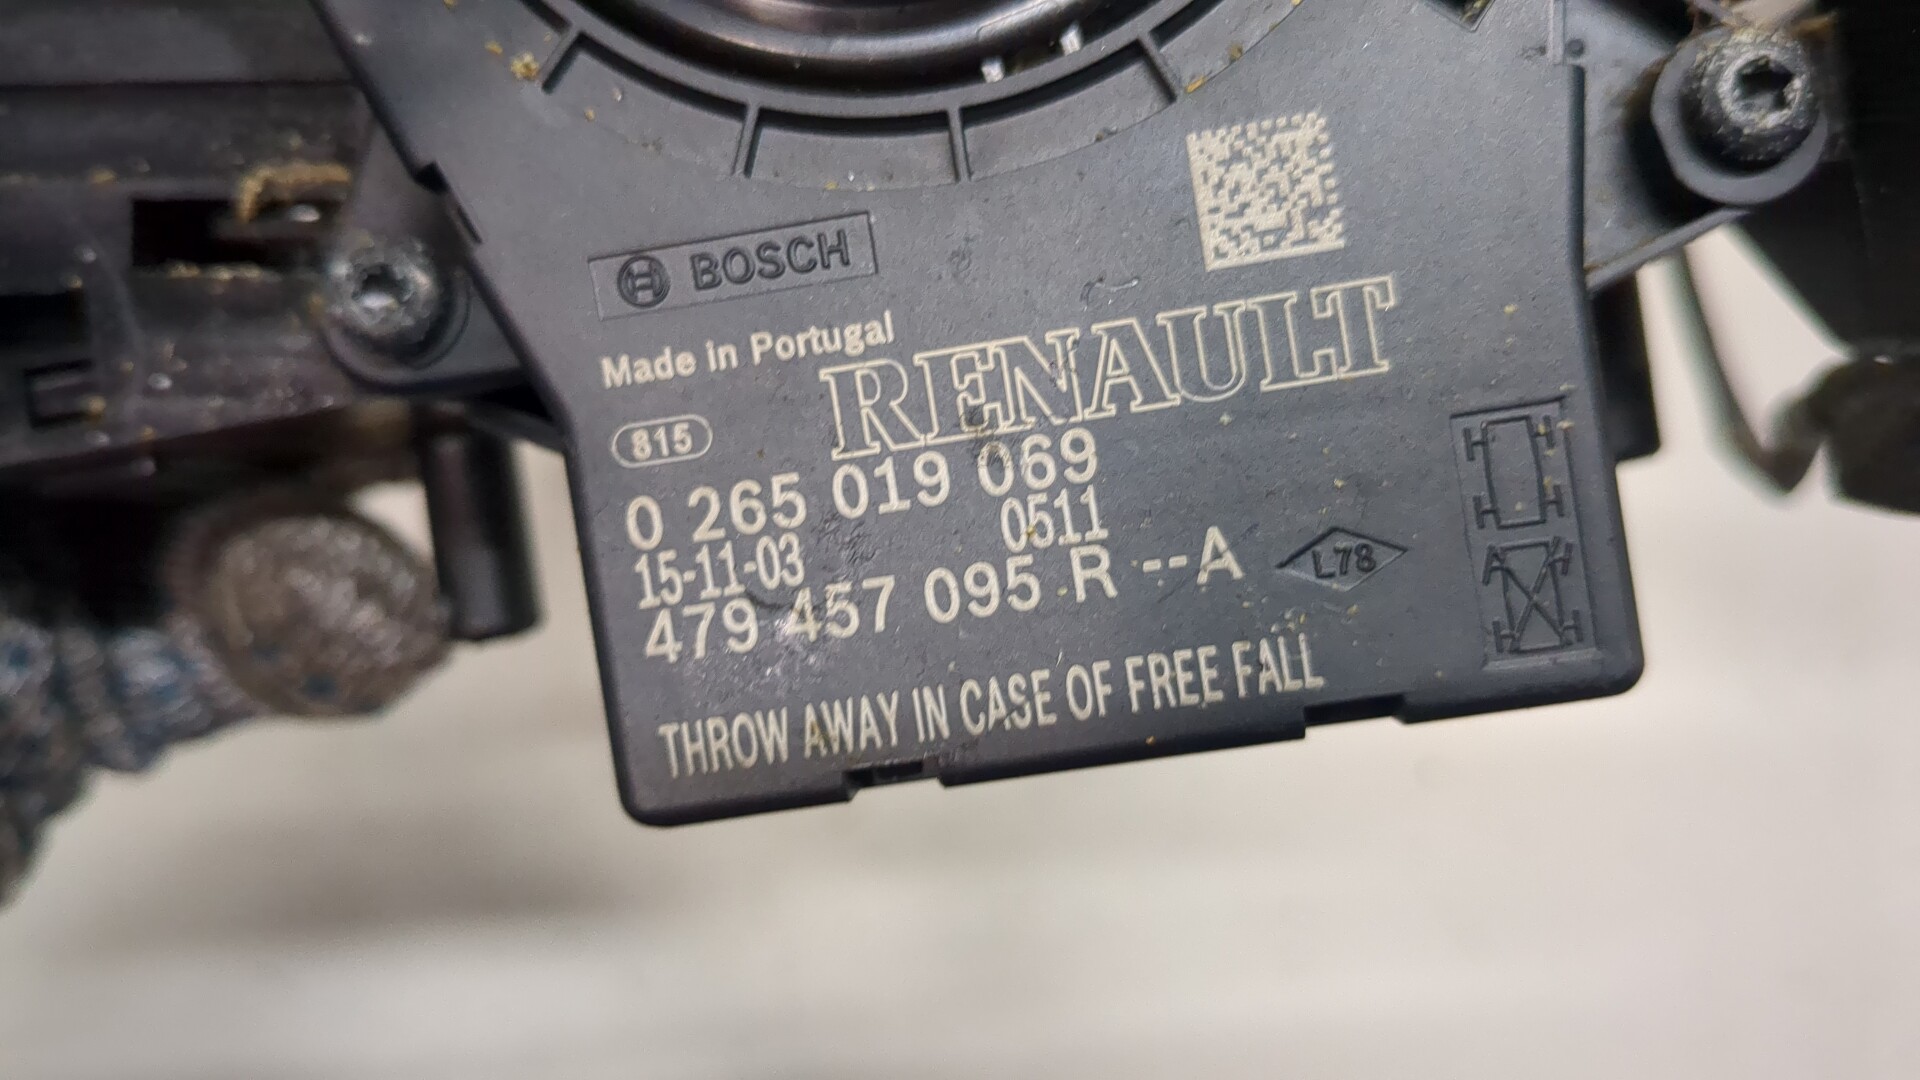 BOSCH
Made in Portugal
RENAULT
815
0 265 019 069
0511
15-11-03
479 457 095 R --A
L78
THROW AWAY IN CASE OF FREE FALL